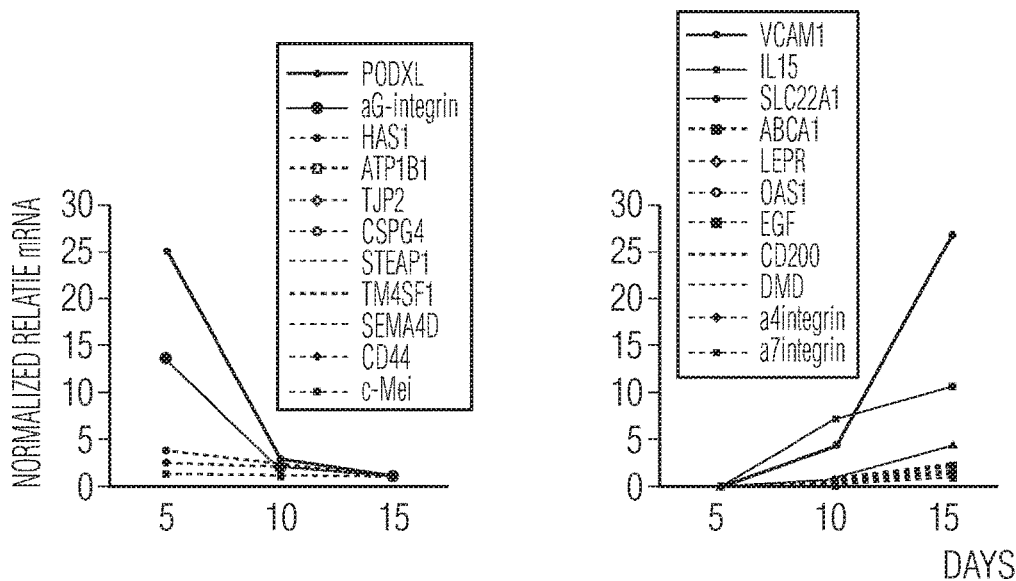 PODXL
aG-integrin
HAS1
ATP1B1
TJP2
CSPG4
STEAP1
TM4SF1
SEMA4D
CD44
c-Mei
NORMALIZED RELATIE mRNA
30
25
20
15
10
5
0
5 10 15
VCAM1
IL15
SLC22A1
ABCA1
LEPR
OAS1
EGF
CD200
DMD
a4integrin
a7integrin
30
25
20
15
10
5
0
5 10 15
DAYS